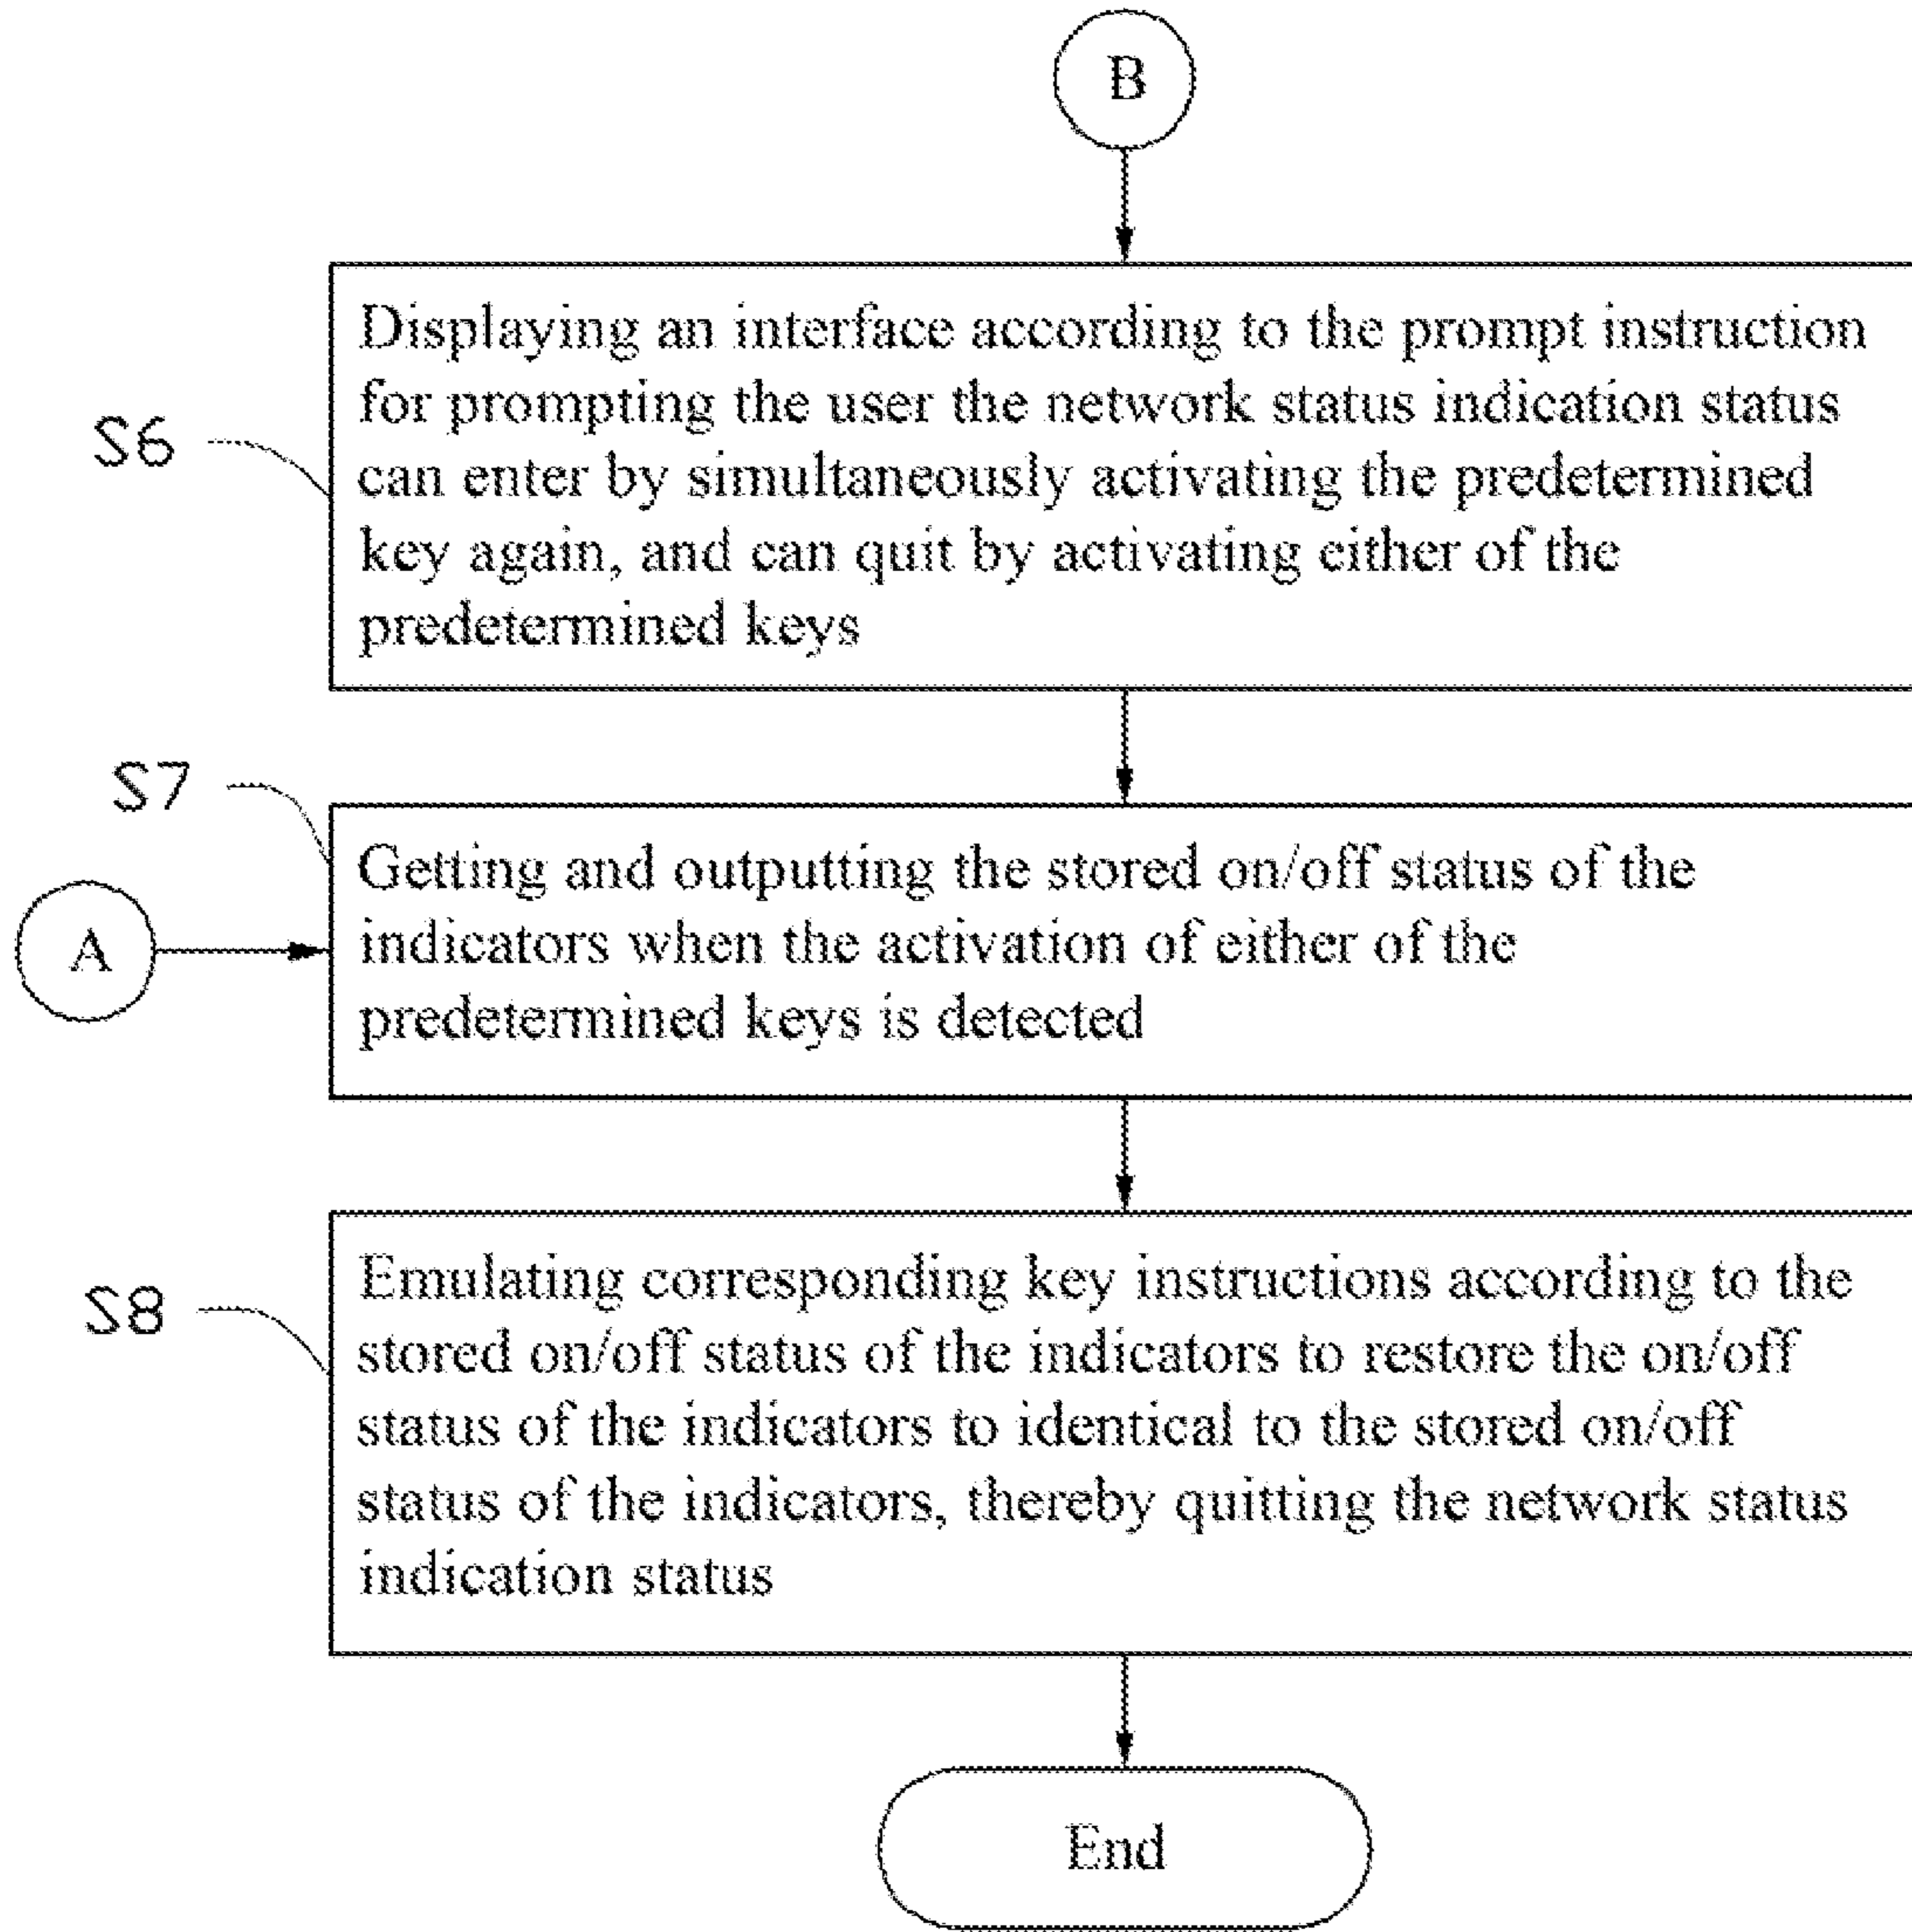 B
Displaying an interface according to the prompt instruction
for prompting the user the network status indication status
can enter by simultaneously activating the predetermined
key again, and can quit by activating either of the
predetermined keys
S6
S7
Getting and outputting the stored on/off status of the
indicators when the activation of either of the
predetermined keys is detected
A
Emulating corresponding key instructions according to the
stored on/off status of the indicators to restore the on/off
status of the indicators to identical to the stored on/off
status of the indicators, thereby quitting the network status
indication status
S8
End